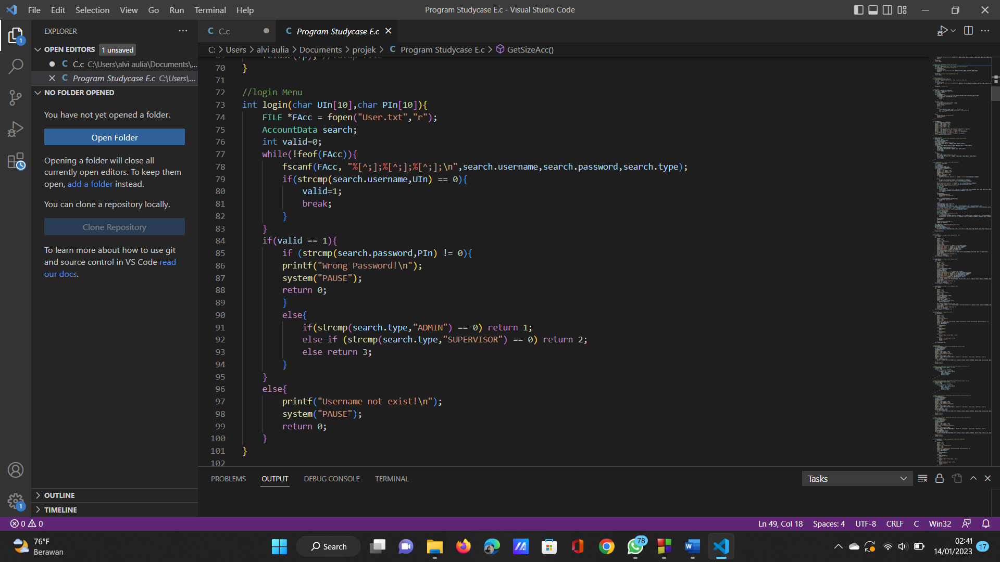 File Edit Selection View Go Run Terminal Help
Program Studycase E.c - Visual Studio Code
EXPLORER
OPEN EDITORS 1 unsaved
C.c C:\Users\alvi aulia\Documents\...
Program Studycase E.c C:\Users\...
NO FOLDER OPENED
You have not yet opened a folder.
Open Folder
Opening a folder will close all
currently open editors. To keep them
open, add a folder instead.
You can clone a repository locally.
Clone Repository
To learn more about how to use git
and source control in VS Code read
our docs.
OUTLINE
TIMELINE
C C.c
C Program Studycase E.c
C: > Users > alvi aulia > Documents > projek > C Program Studycase E.c > GetSizeAcc()
70 }
71
72 //login Menu
73 int login(char UIn[10],char PIn[10]){
74 FILE *FAcc = fopen("User.txt","r");
75 AccountData search;
76 int valid=0;
77 while(!feof(FAcc)){
78 fscanf(FAcc, "%[^;];%[^;];%[^;];\n",search.username,search.password,search.type);
79 if(strcmp(search.username,UIn) == 0){
80 valid=1;
81 break;
82 }
83 }
84 if(valid == 1){
85 if (strcmp(search.password,PIn) != 0){
86 printf("Wrong Password!\n");
87 system("PAUSE");
88 return 0;
89 }
90 else{
91 if(strcmp(search.type,"ADMIN") == 0) return 1;
92 else if (strcmp(search.type,"SUPERVISOR") == 0) return 2;
93 else return 3;
94 }
95 }
96 else{
97 printf("Username not exist!\n");
98 system("PAUSE");
99 return 0;
100 }
101 }
102
PROBLEMS OUTPUT DEBUG CONSOLE TERMINAL
Tasks
0 0
Ln 49, Col 18 Spaces: 4 UTF-8 CRLF C Win32
76°F
Berawan
Search
78
02:41
14/01/2023
17